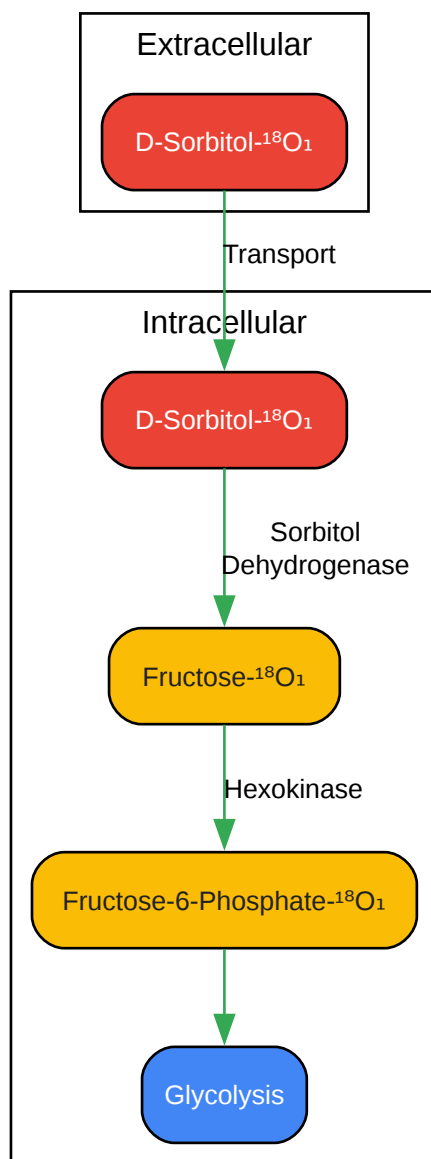 Extracellular
D-Sorbitol-¹⁸O₁
Transport
Intracellular
D-Sorbitol-¹⁸O₁
Sorbitol
Dehydrogenase
Fructose-¹⁸O₁
Hexokinase
Fructose-6-Phosphate-¹⁸O₁
Glycolysis